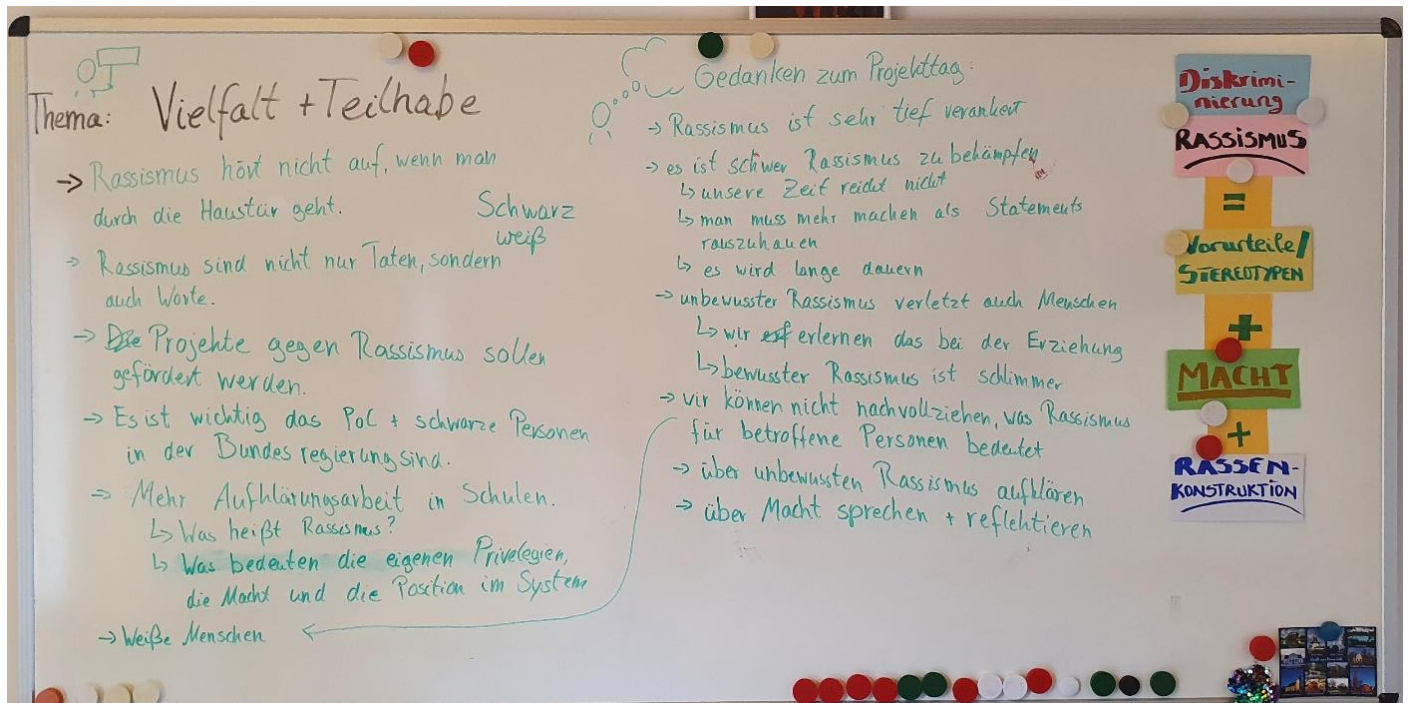 Thema: Vielfalt + Teilhabe
→ Rassismus hört nicht auf, wenn man
durch die Haustür geht.
Schwarz
weiß
→ Rassismus sind nicht nur Taten, sondern
auch Worte.
→ Die Projekte gegen Rassismus sollen
gefördert werden.
→ Es ist wichtig das PoC + schwarze Personen
in der Bundesregierung sind.
→ Mehr Aufklärungsarbeit in Schulen.
↳ Was heißt Rassismus?
↳ Was bedeuten die eigenen Privelegien,
die Macht und die Position im System
→ Weiße Menschen
Gedanken zum Projekttag:
→ Rassismus ist sehr tief verankert
→ es ist schwer Rassismus zu bekämpfen
↳ unsere Zeit reicht nicht
↳ man muss mehr machen als Statements
rauszuhauen
↳ es wird lange dauern
→ unbewusster Rassismus verletzt auch Menschen
↳ wir erlernen das bei der Erziehung
↳ bewusster Rassismus ist schlimmer
→ wir können nicht nachvollziehen, was Rassismus
für betroffene Personen bedeutet
→ über unbewussten Rassismus aufklären
→ über Macht sprechen + reflektieren
Diskrimi-
nierung
RASSISMUS
=
Vorurteile/
STEREOTYPEN
+
MACHT
+
RASSEN-
KONSTRUKTION